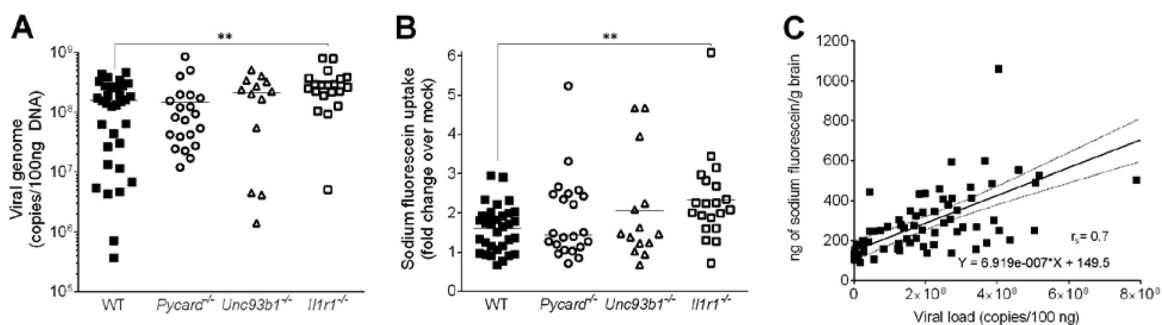 A
**
Viral genome
(copies/100ng DNA)
10⁹
10⁸
10⁷
10⁶
10⁵
WT
Pycard⁻/⁻
Unc93b1⁻/⁻
Il1r1⁻/⁻
B
**
Sodium fluorescein uptake
(fold change over mock)
6
5
4
3
2
1
0
WT
Pycard⁻/⁻
Unc93b1⁻/⁻
Il1r1⁻/⁻
C
ng of sodium fluorescein/g brain
1200
1000
800
600
400
200
0
rₛ= 0.7
Y = 6.919e-007*X + 149.5
0
2×10⁸
4×10⁸
6×10⁸
8×10⁸
Viral load (copies/100 ng)